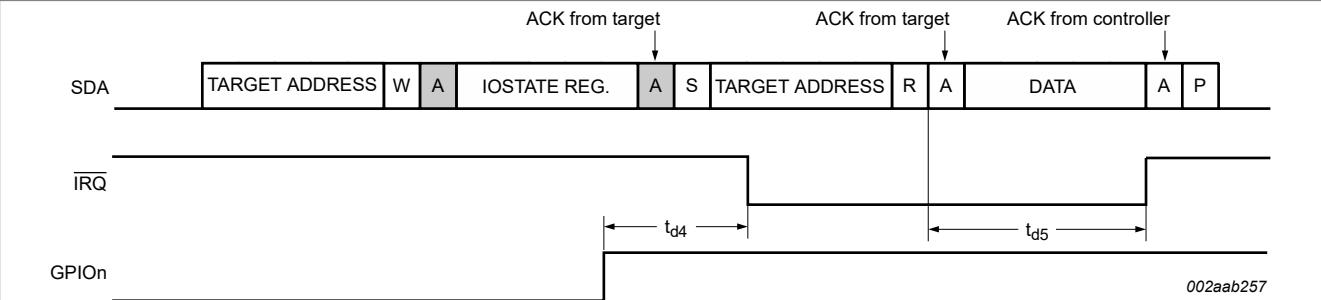 ACK from target ACK from target ACK from controller
SDA TARGET ADDRESS W A IOSTATE REG. A S TARGET ADDRESS R A DATA A P
IRQ
td4 td5
GPIOn
002aab257